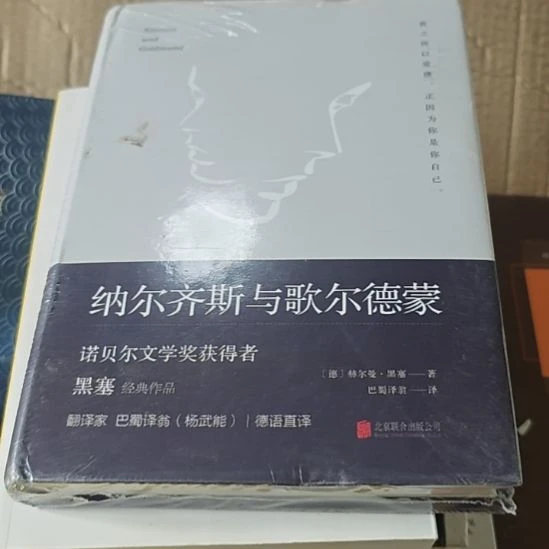 Narziss
und
Goldmund
我之所以爱潜，正因为你是你自己。
纳尔齐斯与歌尔德蒙
诺贝尔文学奖获得者
黑塞 经典作品
翻译家 巴蜀译翁（杨武能）｜德语直译
［德］赫尔曼·黑塞——著
巴蜀译翁——译
北京联合出版公司